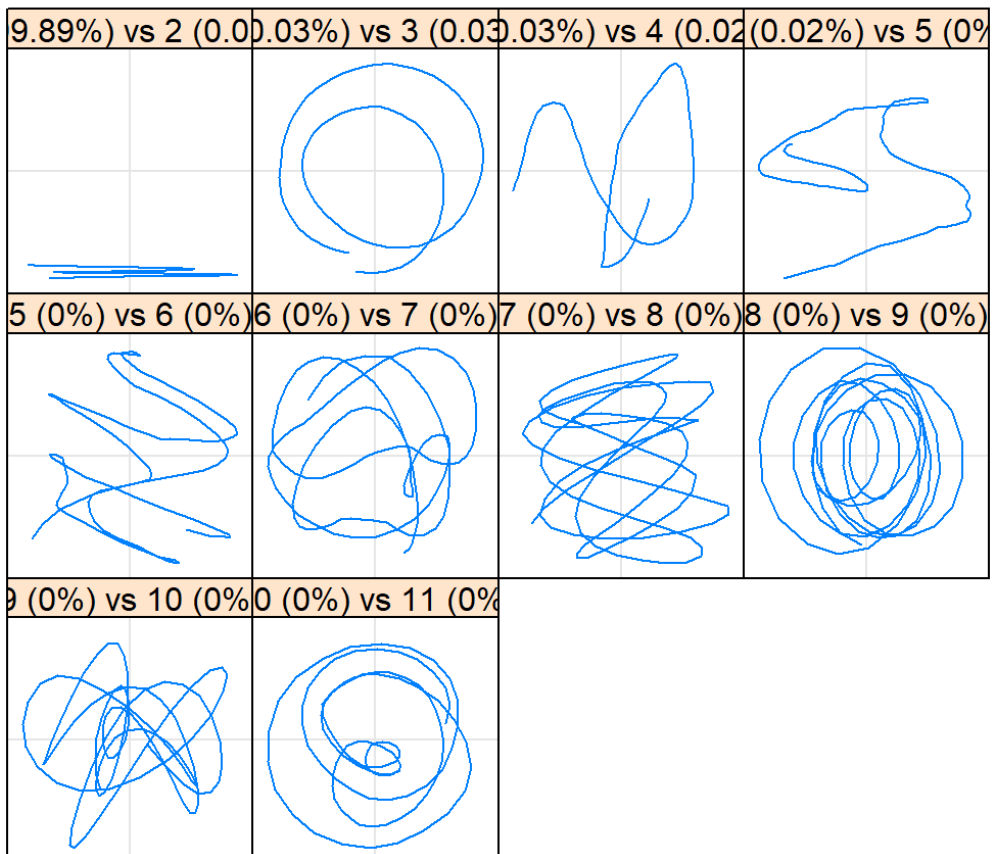 9.89%) vs 2 (0.00
0.03%) vs 3 (0.03
.03%) vs 4 (0.02
(0.02%) vs 5 (0%
5 (0%) vs 6 (0%)
6 (0%) vs 7 (0%)
7 (0%) vs 8 (0%)
8 (0%) vs 9 (0%)
9 (0%) vs 10 (0%
0 (0%) vs 11 (0%